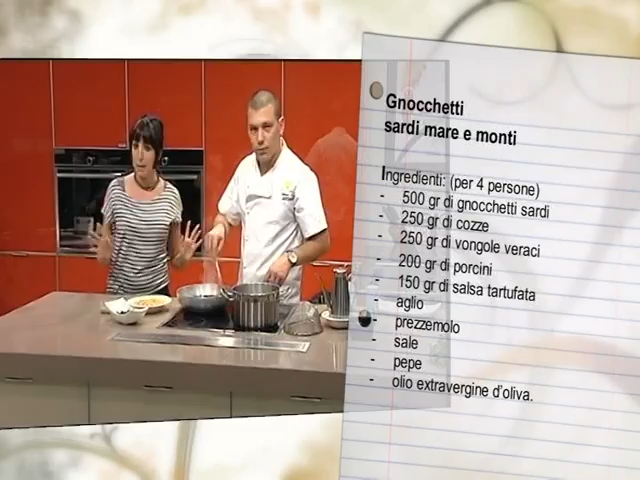 Gnocchetti
sardi mare e monti
Ingredienti: (per 4 persone)
- 500 gr di gnocchetti sardi
- 250 gr di cozze
- 250 gr di vongole veraci
- 200 gr di porcini
- 150 gr di salsa tartufata
- aglio
- prezzemolo
- sale
- pepe
- olio extravergine d'oliva.